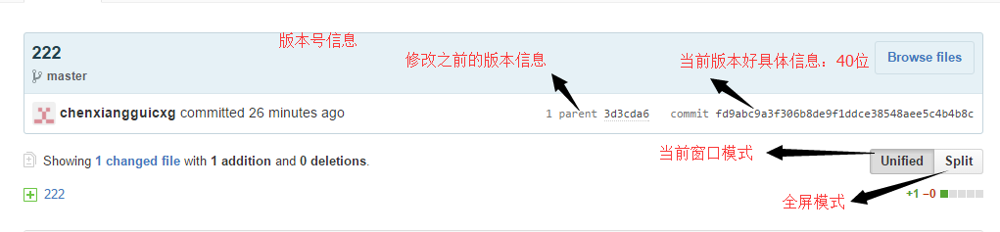 版本号信息
222
修改之前的版本信息
当前版本好具体信息：40位
Browse files
master
chenxiangguicxg committed 26 minutes ago
1 parent 3d3cda6 commit fd9abc9a3f306b8de9f1ddce38548aee5c4b4b8c
Showing 1 changed file with 1 addition and 0 deletions.
当前窗口模式
Unified Split
222
+1 −0
全屏模式